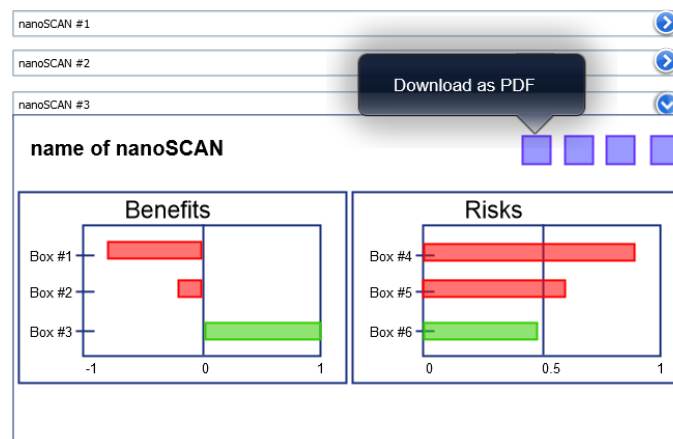 nanoSCAN #1
nanoSCAN #2
Download as PDF
nanoSCAN #3
name of nanoSCAN
Benefits
Box #1
Box #2
Box #3
-1 0 1
Risks
Box #4
Box #5
Box #6
0 0.5 1